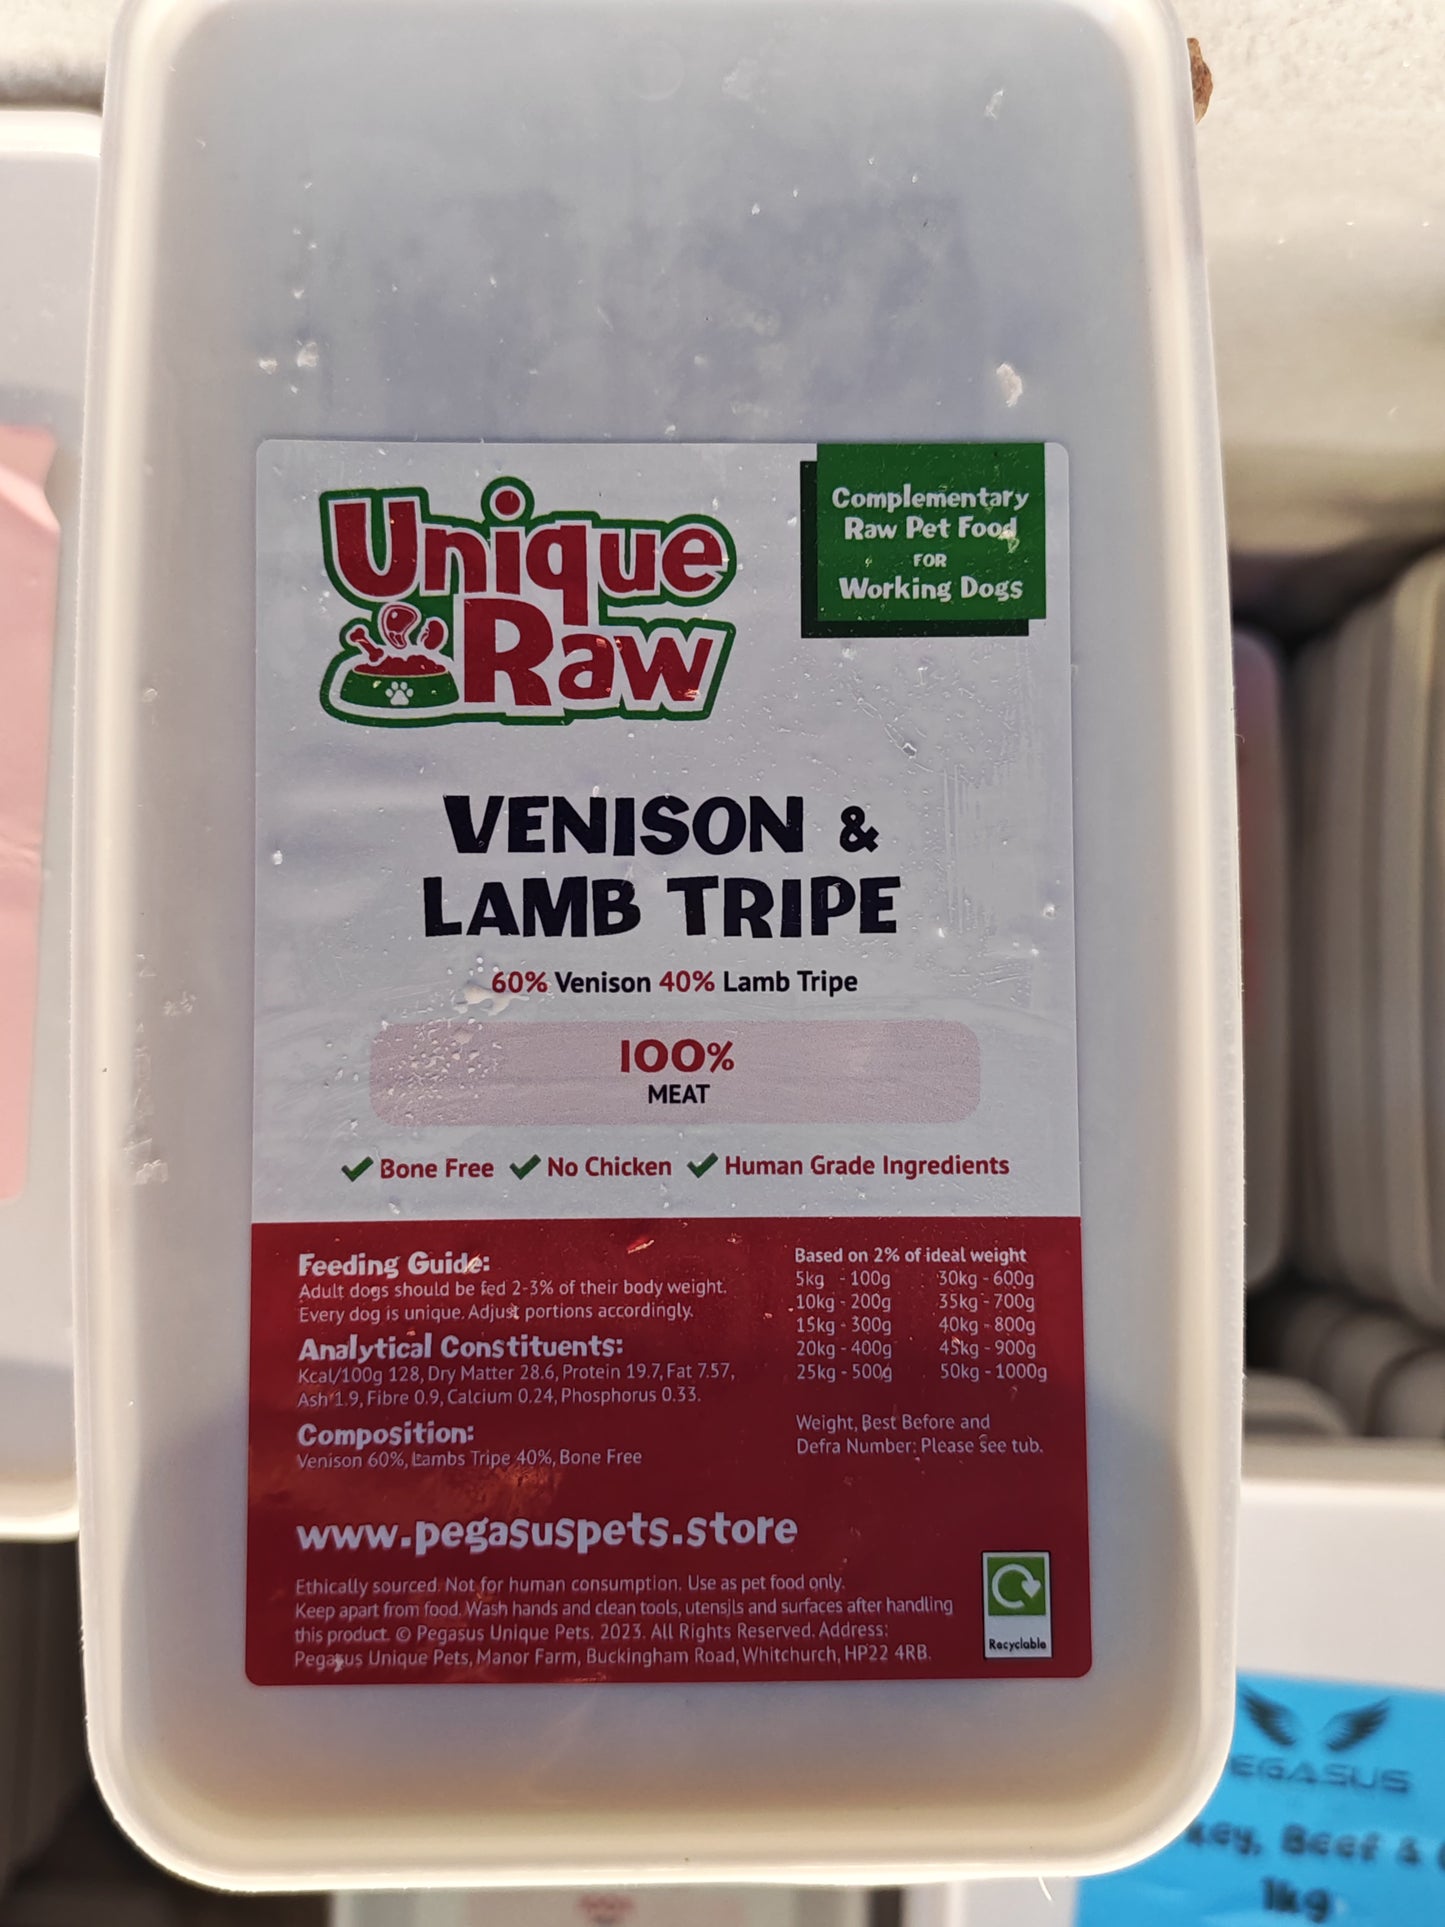 Unique
Raw
Complementary
Raw Pet Food
FOR
Working Dogs
VENISON &
LAMB TRIPE
60% Venison 40% Lamb Tripe
100%
MEAT
Bone Free No Chicken Human Grade Ingredients
Feeding Guide:
Adult dogs should be fed 2-3% of their body weight.
Every dog is unique. Adjust portions accordingly.
Analytical Constituents:
Kcal/100g 128, Dry Matter 28.6, Protein 19.7, Fat 7.57,
Ash 1.9, Fibre 0.9, Calcium 0.24, Phosphorus 0.33.
Composition:
Venison 60%, Lambs Tripe 40%, Bone Free
Based on 2% of ideal weight
5kg - 100g 30kg - 600g
10kg - 200g 35kg - 700g
15kg - 300g 40kg - 800g
20kg - 400g 45kg - 900g
25kg - 500g 50kg - 1000g
Weight, Best Before and
Defra Number: Please see tub.
www.pegasuspets.store
Ethically sourced. Not for human consumption. Use as pet food only.
Keep apart from food. Wash hands and clean tools, utensils and surfaces after handling
this product. © Pegasus Unique Pets. 2023. All Rights Reserved. Address:
Pegasus Unique Pets, Manor Farm, Buckingham Road, Whitchurch, HP22 4RB.
Recyclable
EGASUS
key, Beef &
1kg